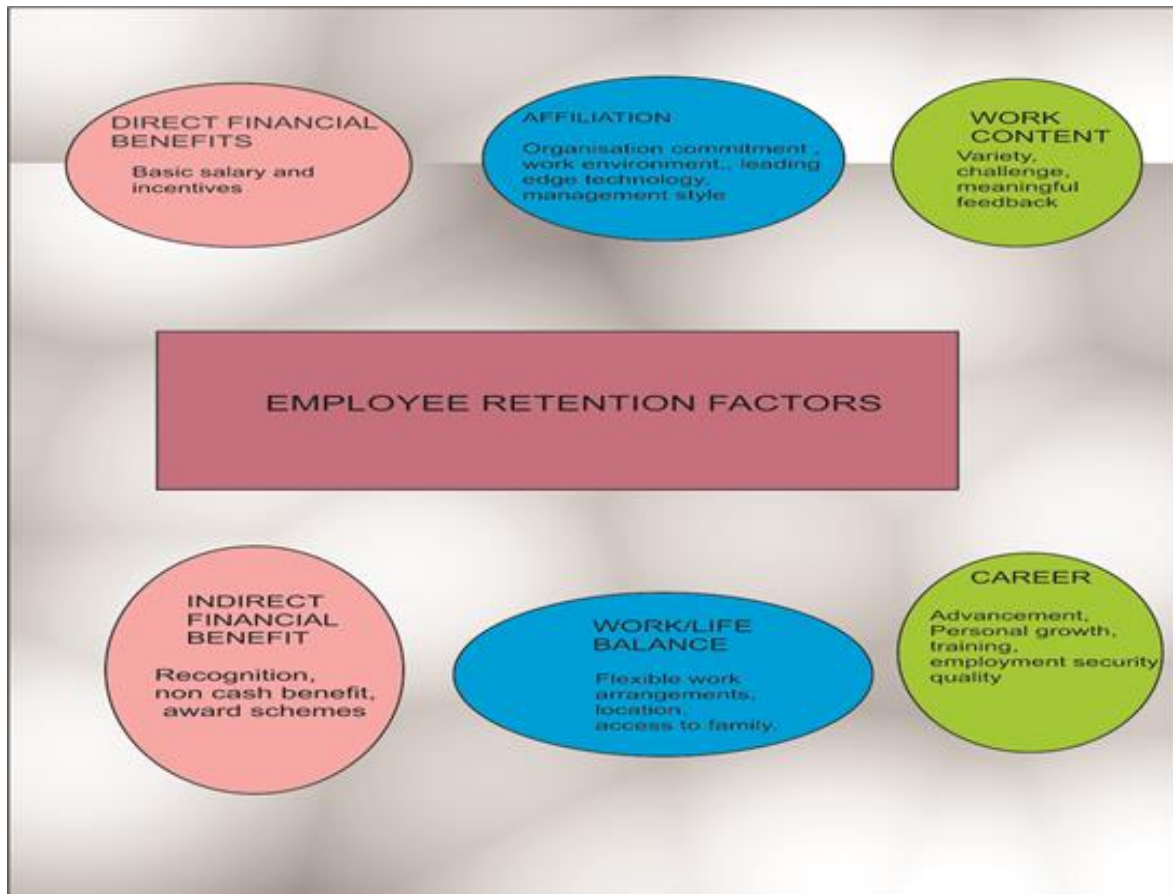 DIRECT FINANCIAL
BENEFITS
Basic salary and
incentives
AFFILIATION
Organisation commitment ,
work environment,, leading
edge technology,
management style
WORK
CONTENT
Variety,
challenge,
meaningful
feedback
EMPLOYEE RETENTION FACTORS
INDIRECT
FINANCIAL
BENEFIT
Recognition,
non cash benefit,
award schemes
WORK/LIFE
BALANCE
Flexible work
arrangements,
location,
access to family.
CAREER
Advancement,
Personal growth,
training,
employment security
quality